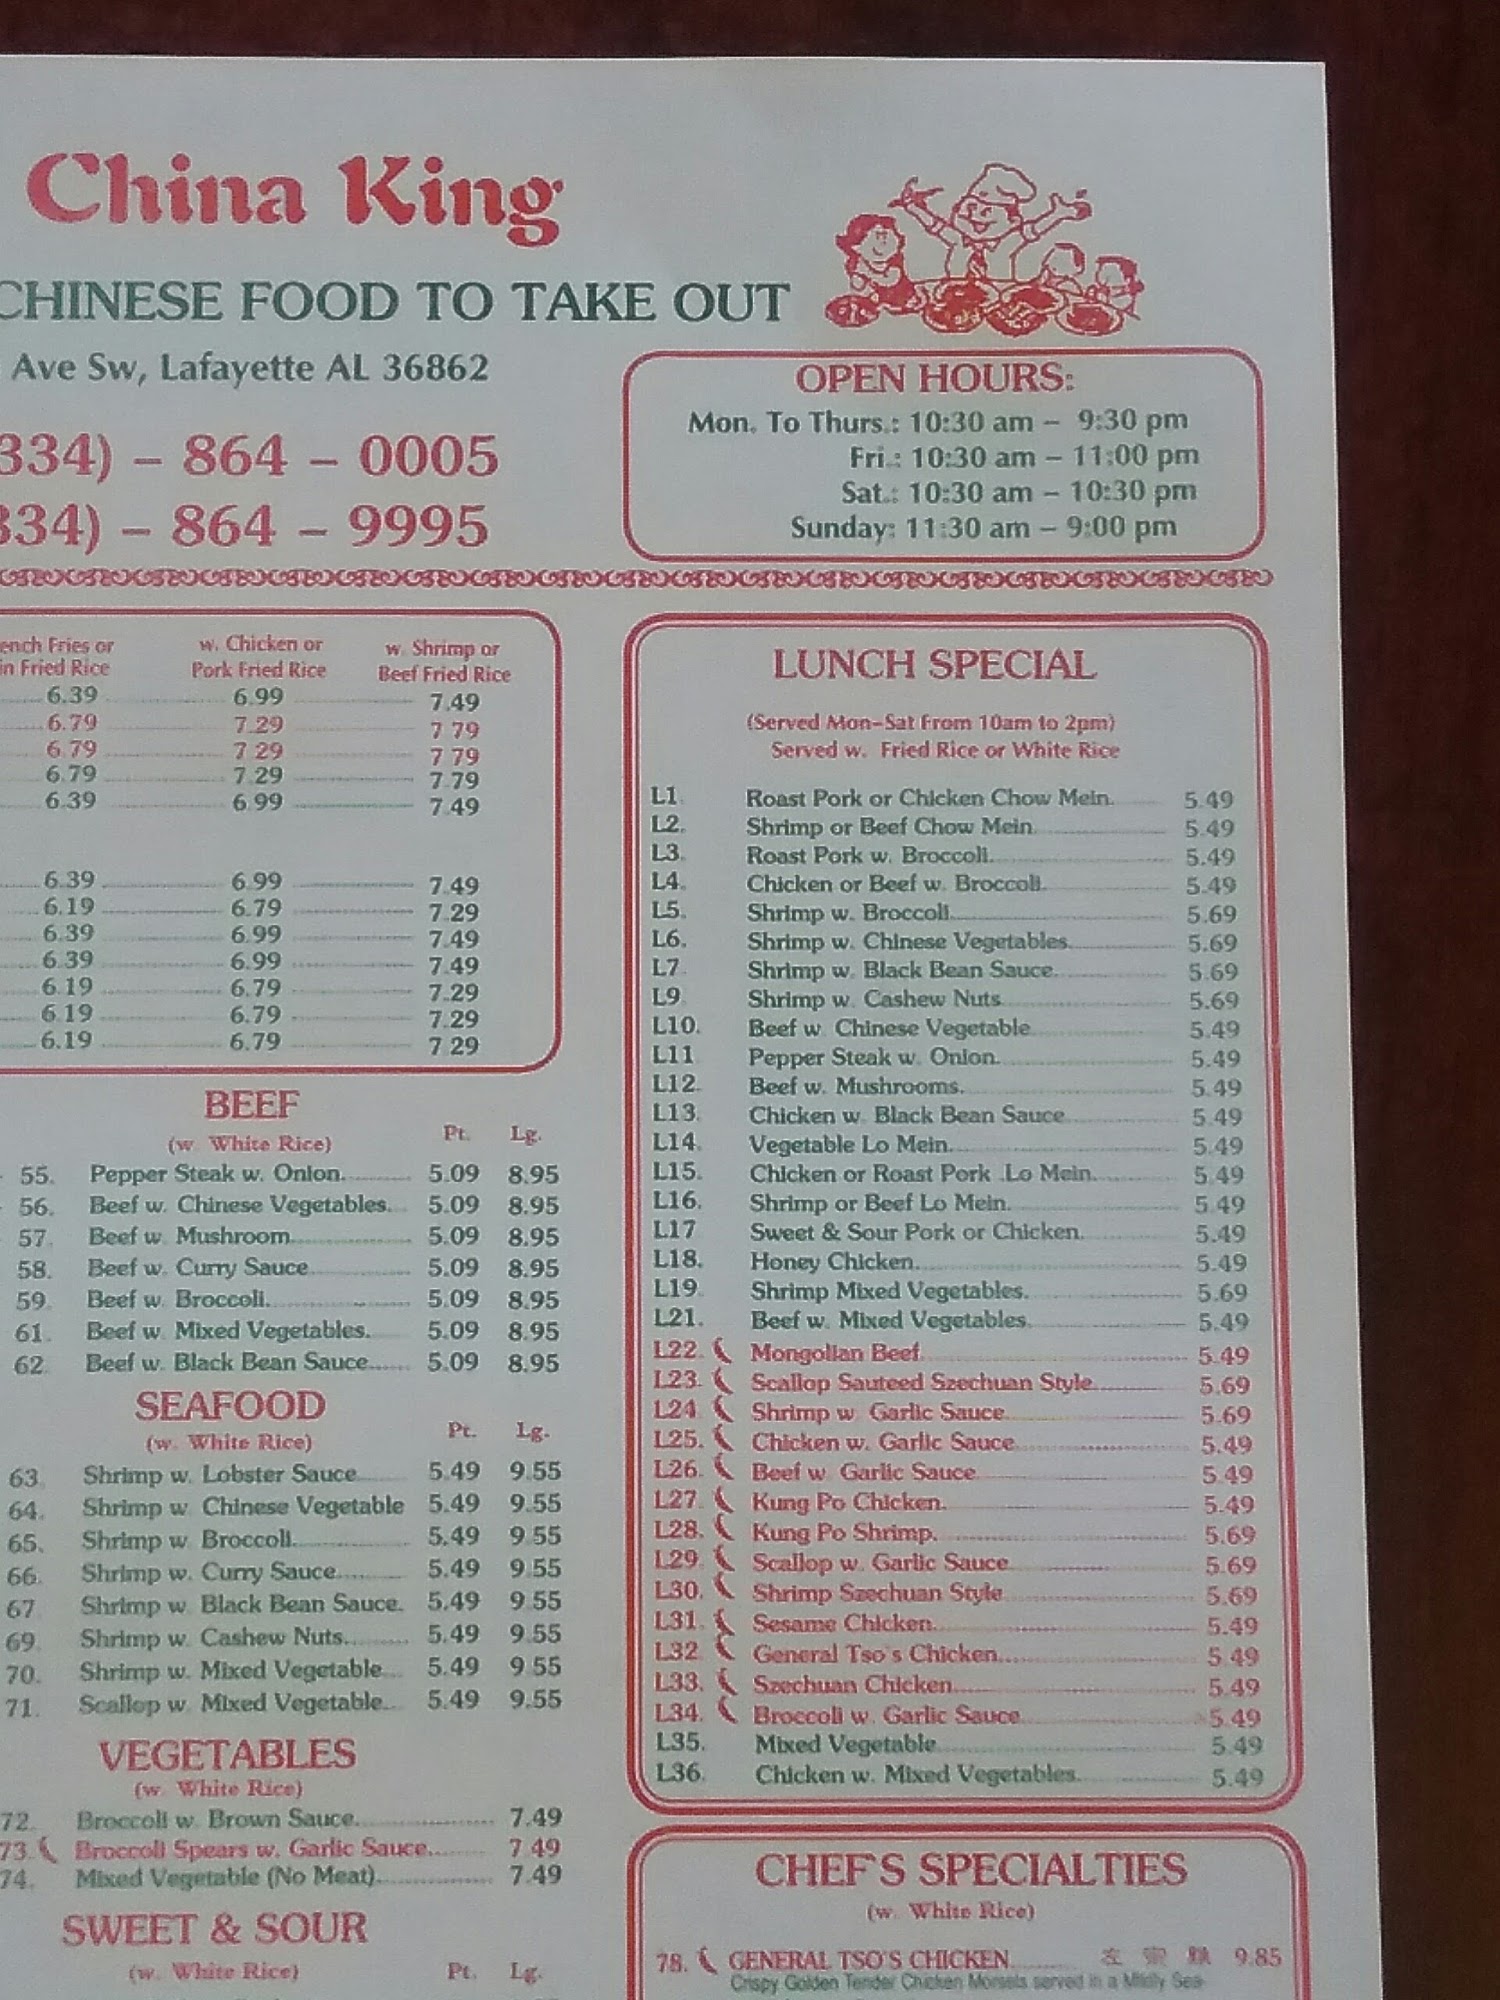 China King
CHINESE FOOD TO TAKE OUT
Ave Sw, Lafayette AL 36862
334) – 864 – 0005
334) – 864 – 9995
OPEN HOURS:
Mon. To Thurs.: 10:30 am – 9:30 pm
Fri.: 10:30 am – 11:00 pm
Sat.: 10:30 am – 10:30 pm
Sunday: 11:30 am – 9:00 pm
ench Fries or w. Chicken or w. Shrimp or
in Fried Rice Pork Fried Rice Beef Fried Rice
6.39 6.99 7.49
6.79 7.29 7.79
6.79 7.29 7.79
6.79 7.29 7.79
6.39 6.99 7.49
6.39 6.99 7.49
6.19 6.79 7.29
6.39 6.99 7.49
6.39 6.99 7.49
6.19 6.79 7.29
6.19 6.79 7.29
6.19 6.79 7.29
BEEF
(w. White Rice) Pt. Lg.
55. Pepper Steak w. Onion 5.09 8.95
56. Beef w. Chinese Vegetables 5.09 8.95
57. Beef w. Mushroom 5.09 8.95
58. Beef w. Curry Sauce 5.09 8.95
59. Beef w. Broccoli 5.09 8.95
61. Beef w. Mixed Vegetables 5.09 8.95
62. Beef w. Black Bean Sauce 5.09 8.95
SEAFOOD
(w. White Rice) Pt. Lg.
63. Shrimp w. Lobster Sauce 5.49 9.55
64. Shrimp w. Chinese Vegetable 5.49 9.55
65. Shrimp w. Broccoli 5.49 9.55
66. Shrimp w. Curry Sauce 5.49 9.55
67. Shrimp w. Black Bean Sauce 5.49 9.55
69. Shrimp w. Cashew Nuts 5.49 9.55
70. Shrimp w. Mixed Vegetable 5.49 9.55
71. Scallop w. Mixed Vegetable 5.49 9.55
VEGETABLES
(w. White Rice)
72. Broccoli w. Brown Sauce 7.49
73. Broccoli Spears w. Garlic Sauce 7.49
74. Mixed Vegetable (No Meat) 7.49
SWEET & SOUR
(w. White Rice) Pt. Lg.
LUNCH SPECIAL
(Served Mon-Sat From 10am to 2pm)
Served w. Fried Rice or White Rice
L1. Roast Pork or Chicken Chow Mein 5.49
L2. Shrimp or Beef Chow Mein 5.49
L3. Roast Pork w. Broccoli 5.49
L4. Chicken or Beef w. Broccoli 5.49
L5. Shrimp w. Broccoli 5.69
L6. Shrimp w. Chinese Vegetables 5.69
L7. Shrimp w. Black Bean Sauce 5.69
L9. Shrimp w. Cashew Nuts 5.69
L10. Beef w. Chinese Vegetable 5.49
L11. Pepper Steak w. Onion 5.49
L12. Beef w. Mushrooms 5.49
L13. Chicken w. Black Bean Sauce 5.49
L14. Vegetable Lo Mein 5.49
L15. Chicken or Roast Pork .Lo Mein 5.49
L16. Shrimp or Beef Lo Mein 5.49
L17. Sweet & Sour Pork or Chicken 5.49
L18. Honey Chicken 5.49
L19. Shrimp Mixed Vegetables 5.69
L21. Beef w. Mixed Vegetables 5.49
L22. Mongolian Beef 5.49
L23. Scallop Sauteed Szechuan Style 5.69
L24. Shrimp w. Garlic Sauce 5.69
L25. Chicken w. Garlic Sauce 5.49
L26. Beef w. Garlic Sauce 5.49
L27. Kung Po Chicken 5.49
L28. Kung Po Shrimp 5.69
L29. Scallop w. Garlic Sauce 5.69
L30. Shrimp Szechuan Style 5.69
L31. Sesame Chicken 5.49
L32. General Tso's Chicken 5.49
L33. Szechuan Chicken 5.49
L34. Broccoli w. Garlic Sauce 5.49
L35. Mixed Vegetable 5.49
L36. Chicken w. Mixed Vegetables 5.49
CHEF'S SPECIALTIES
(w. White Rice)
78. GENERAL TSO'S CHICKEN 左 宗 雞 9.85
Crispy Golden Tender Chicken Morsels served in a Mildly Sea-